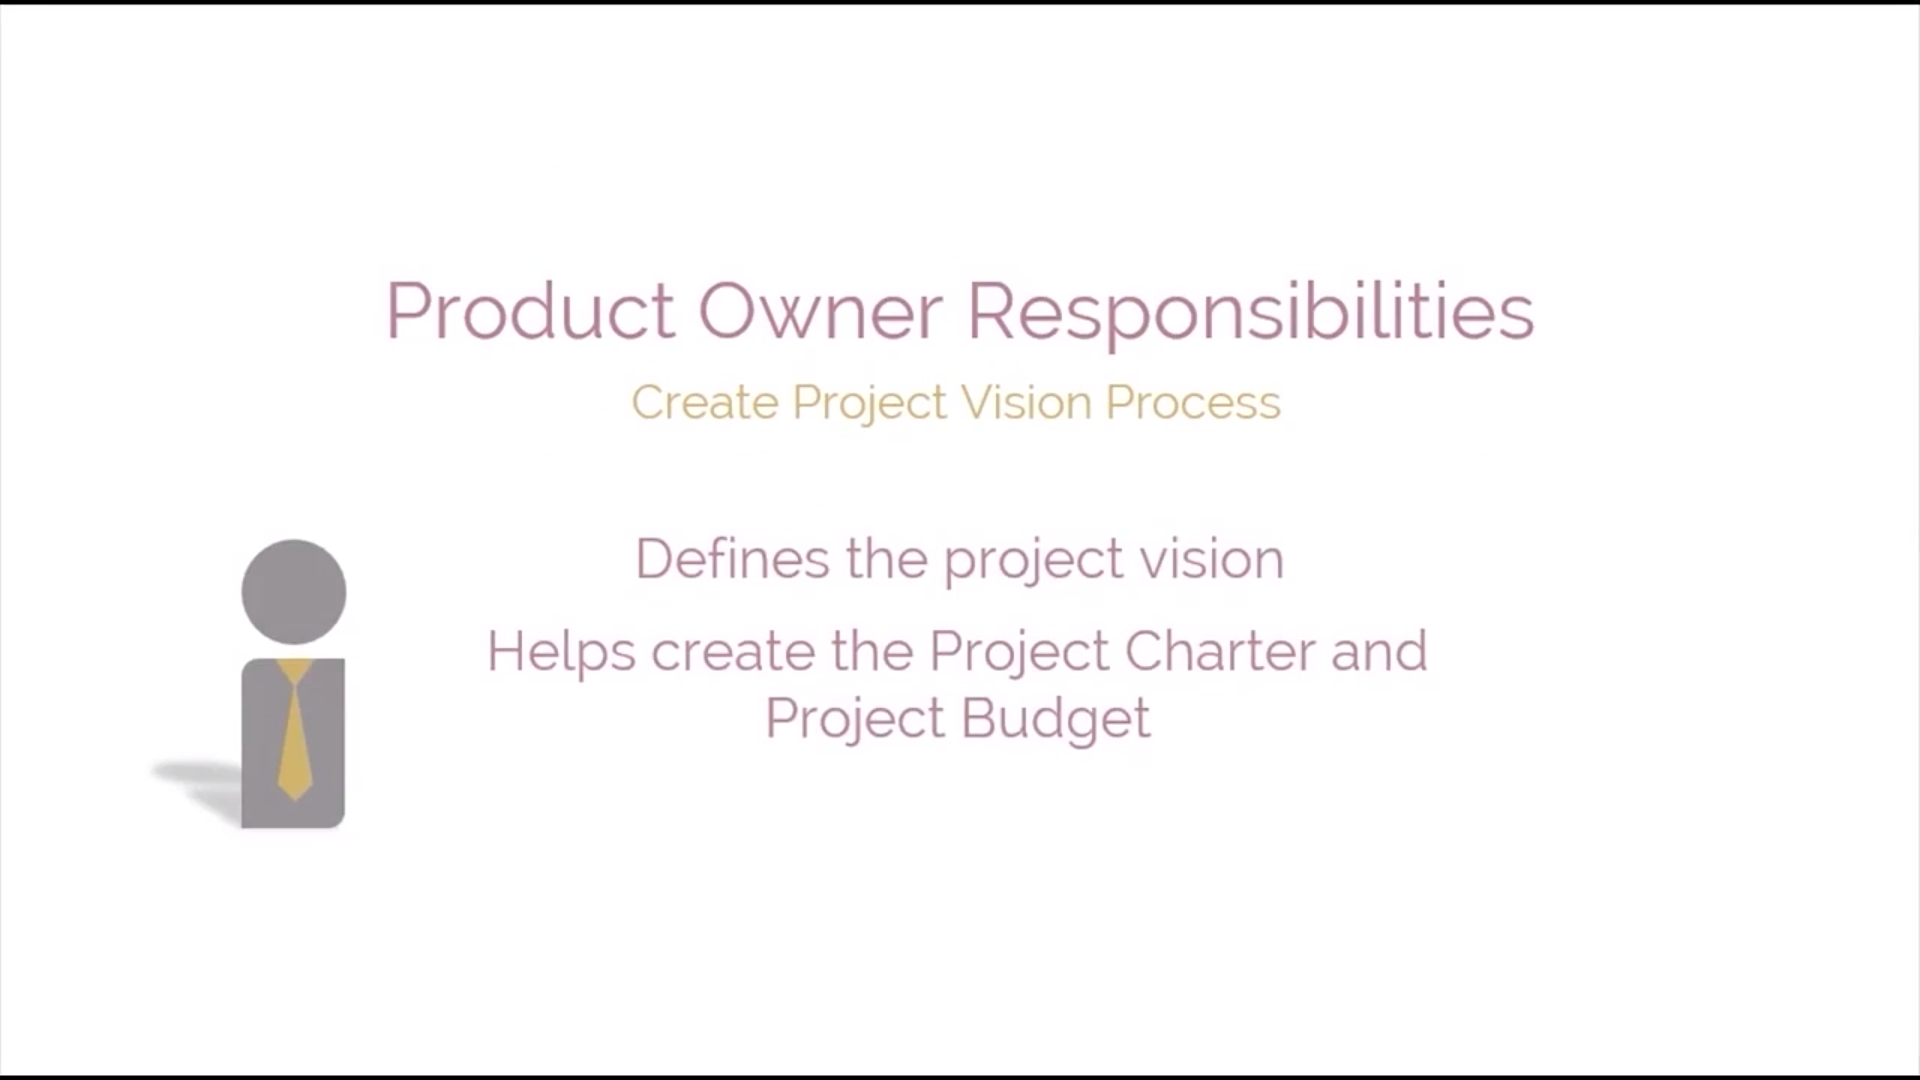 Product Owner Responsibilities
Create Project Vision Process
Defines the project vision
Helps create the Project Charter and
Project Budget